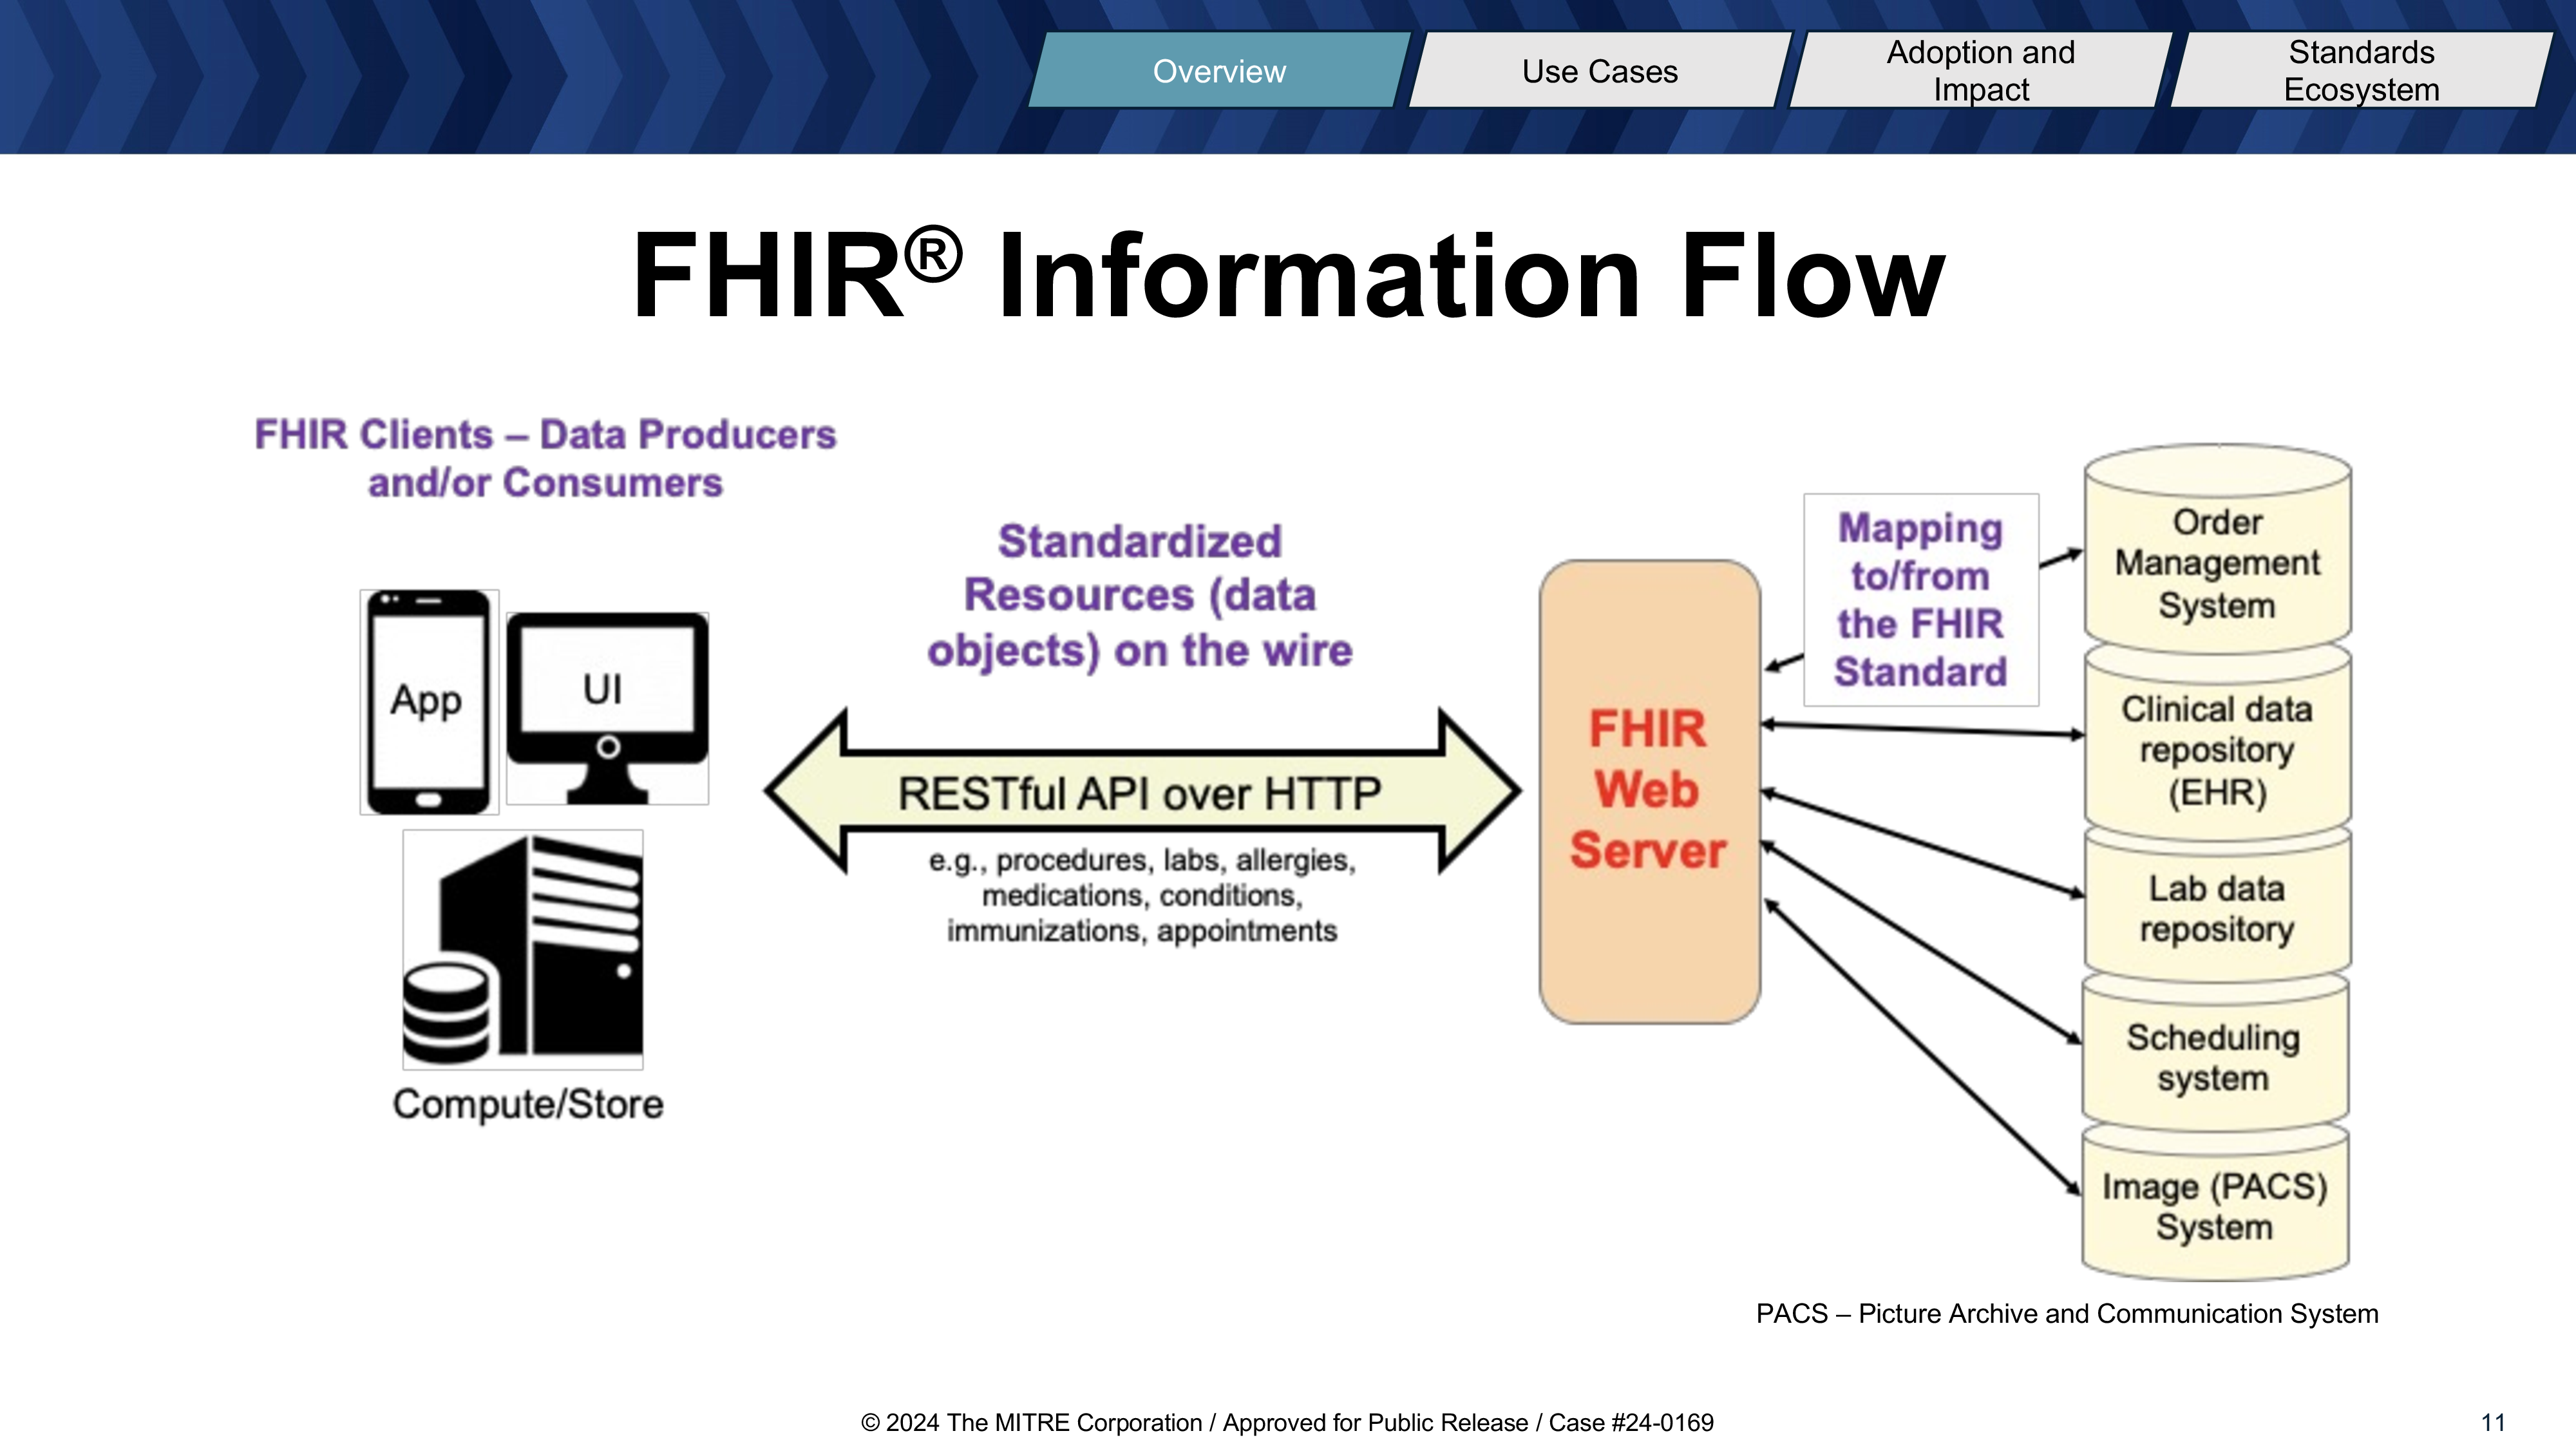 Overview
Use Cases
Adoption and
Impact
Standards
Ecosystem
FHIR® Information Flow
FHIR Clients – Data Producers
and/or Consumers
App
UI
Compute/Store
Standardized
Resources (data
objects) on the wire
RESTful API over HTTP
e.g., procedures, labs, allergies,
medications, conditions,
immunizations, appointments
FHIR
Web
Server
Mapping
to/from
the FHIR
Standard
Order
Management
System
Clinical data
repository
(EHR)
Lab data
repository
Scheduling
system
Image (PACS)
System
PACS – Picture Archive and Communication System
© 2024 The MITRE Corporation / Approved for Public Release / Case #24-0169
11